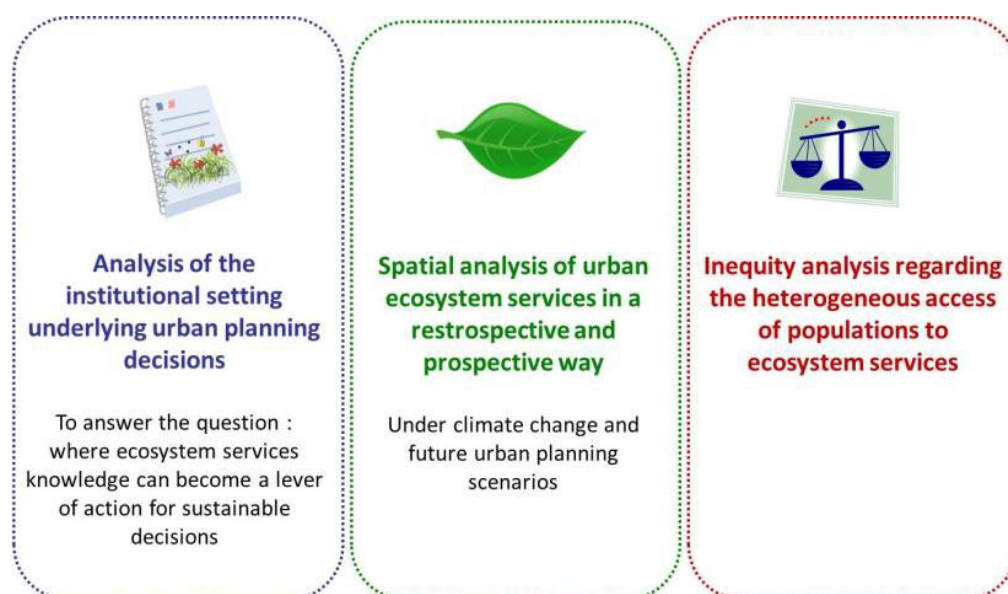 Analysis of the
institutional setting
underlying urban planning
decisions
To answer the question :
where ecosystem services
knowledge can become a lever
of action for sustainable
decisions
Spatial analysis of urban
ecosystem services in a
restrospective and
prospective way
Under climate change and
future urban planning
scenarios
Inequity analysis regarding
the heterogeneous access
of populations to
ecosystem services